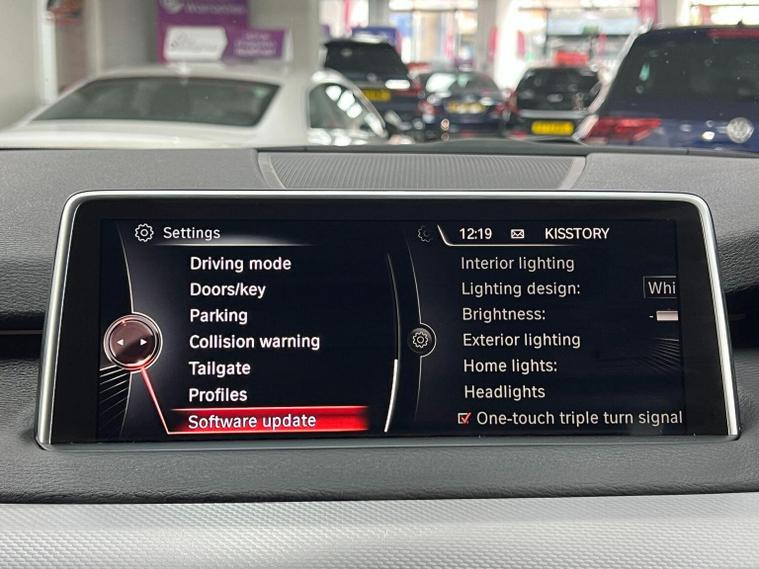 Warranties
Settings
Driving mode
Doors/key
Parking
Collision warning
Tailgate
Profiles
Software update
12:19
KISSTORY
Interior lighting
Lighting design:
Whi
Brightness:
-
Exterior lighting
Home lights:
Headlights
One-touch triple turn signal